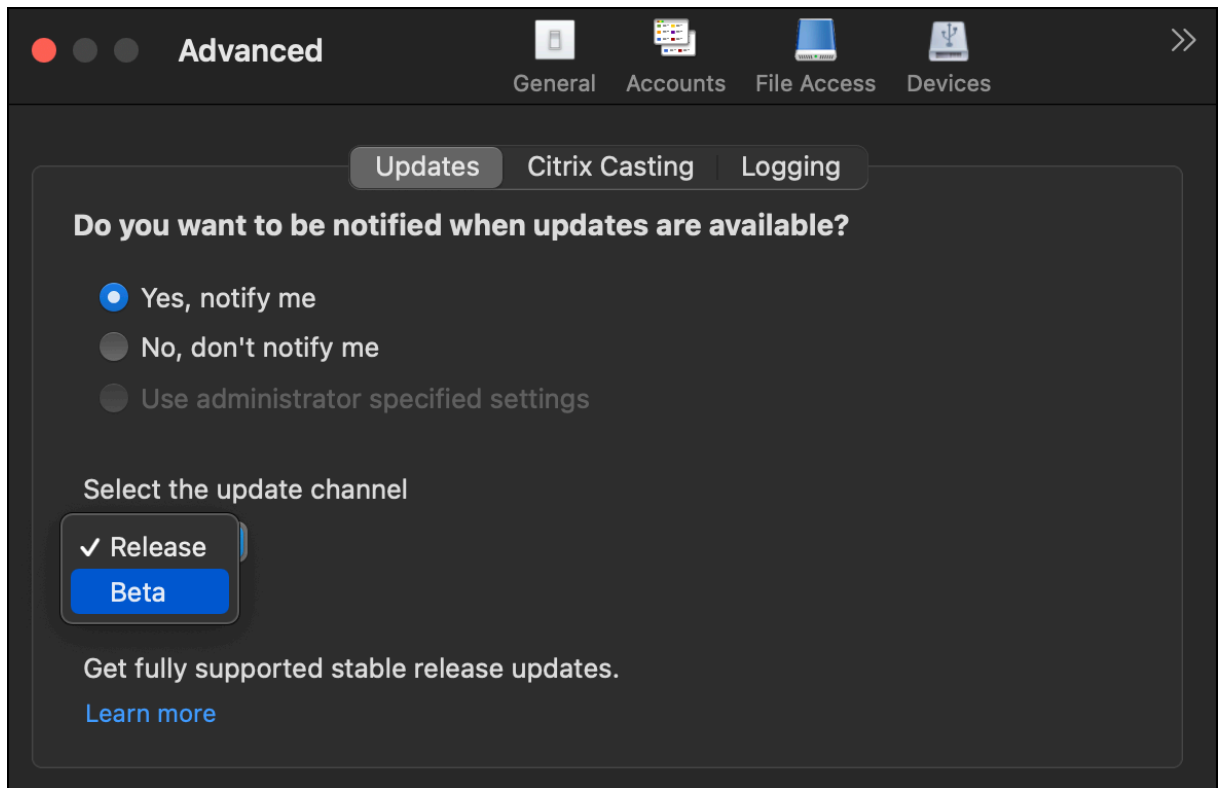 Advanced
General Accounts File Access Devices
Updates Citrix Casting Logging
Do you want to be notified when updates are available?
Yes, notify me
No, don't notify me
Use administrator specified settings
Select the update channel
✓ Release
Beta
Get fully supported stable release updates.
Learn more